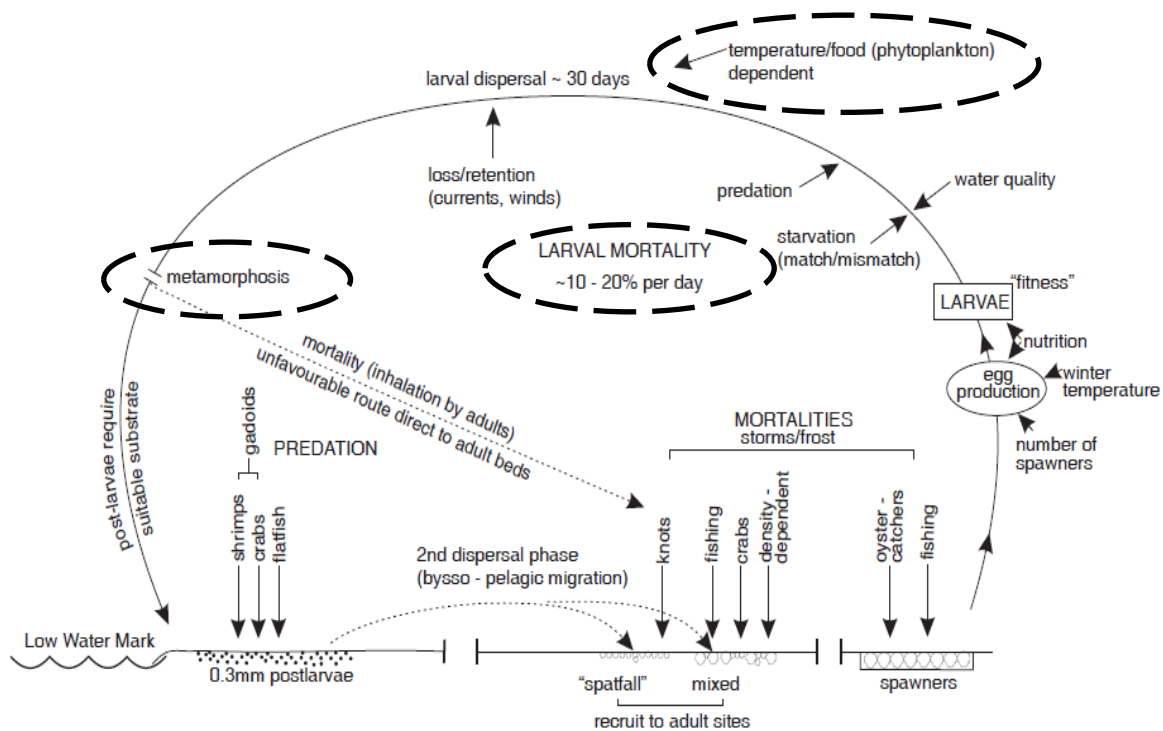 temperature/food (phytoplankton)
dependent
larval dispersal ~ 30 days
loss/retention
(currents, winds)
predation
water quality
starvation
(match/mismatch)
LARVAL MORTALITY
~10 - 20% per day
metamorphosis
"fitness"
LARVAE
nutrition
egg
production
winter
temperature
number of
spawners
mortality (inhalation by adults)
unfavourable route direct to adult beds
post-larvae require
suitable substrate
PREDATION
gadoids
shrimps
crabs
flatfish
MORTALITIES
storms/frost
knots
fishing
crabs
density -
dependent
oyster -
catchers
fishing
2nd dispersal phase
(bysso - pelagic migration)
Low Water Mark
0.3mm postlarvae
"spatfall"
mixed
recruit to adult sites
spawners